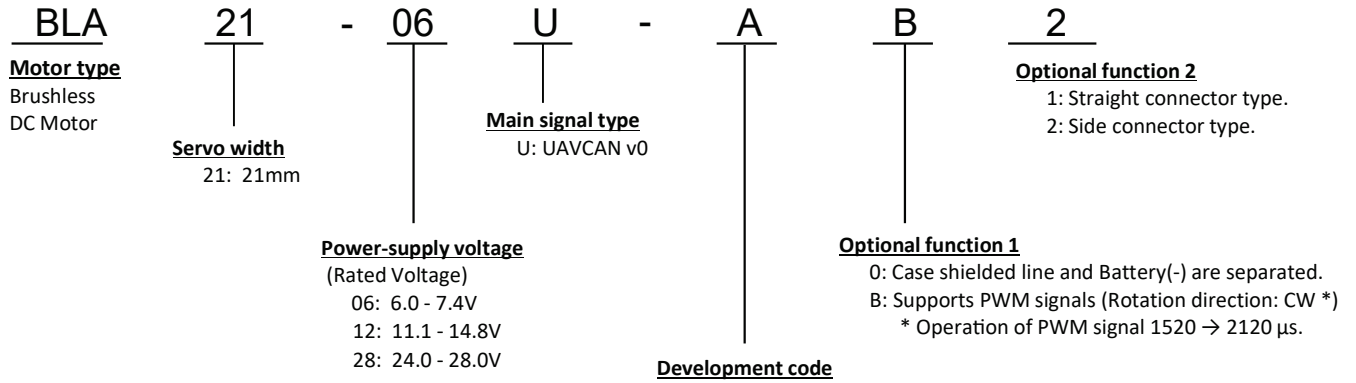 BLA 21 - 06 U - A B 2
Motor type
Brushless
DC Motor
Servo width
21: 21mm
Power-supply voltage
(Rated Voltage)
06: 6.0 - 7.4V
12: 11.1 - 14.8V
28: 24.0 - 28.0V
Main signal type
U: UAVCAN v0
Development code
Optional function 1
0: Case shielded line and Battery(-) are separated.
B: Supports PWM signals (Rotation direction: CW *)
* Operation of PWM signal 1520 → 2120 µs.
Optional function 2
1: Straight connector type.
2: Side connector type.